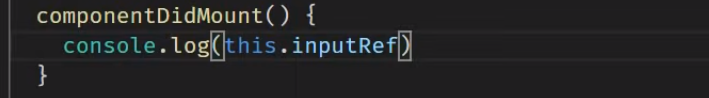 componentDidMount() {
console.log(this.inputRef)
}